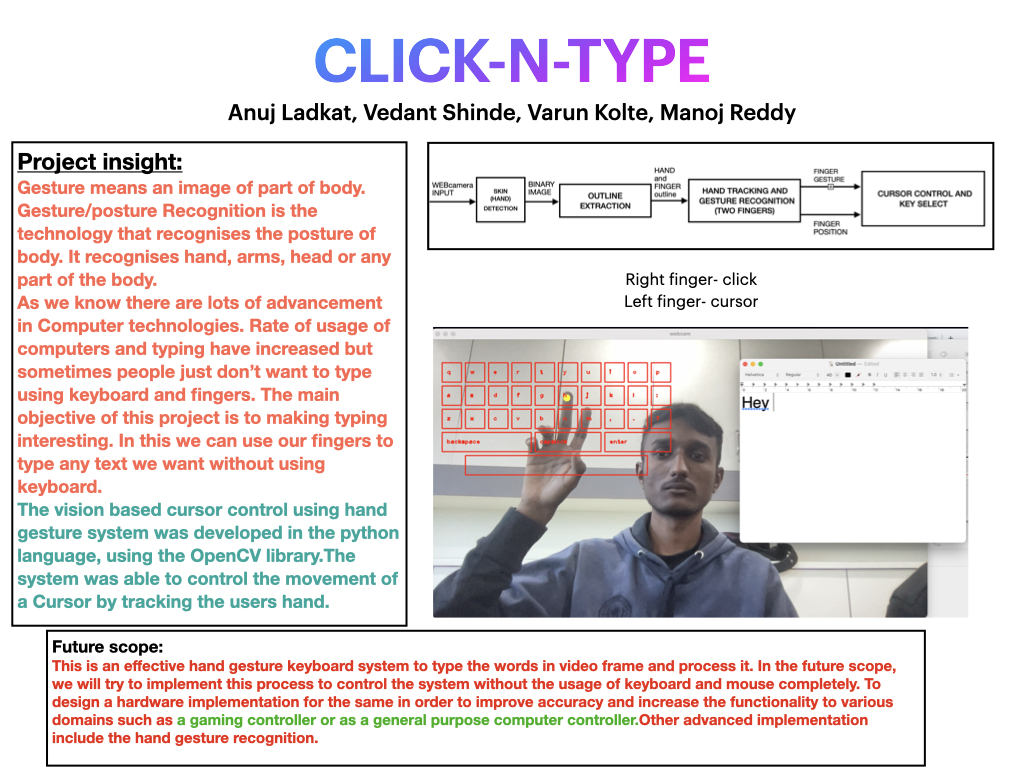 CLICK-N-TYPE
Anuj Ladkat, Vedant Shinde, Varun Kolte, Manoj Reddy
Project insight:
Gesture means an image of part of body.
Gesture/posture Recognition is the
technology that recognises the posture of
body. It recognises hand, arms, head or any
part of the body.
As we know there are lots of advancement
in Computer technologies. Rate of usage of
computers and typing have increased but
sometimes people just don't want to type
using keyboard and fingers. The main
objective of this project is to making typing
interesting. In this we can use our fingers to
type any text we want without using
keyboard.
The vision based cursor control using hand
gesture system was developed in the python
language, using the OpenCV library.The
system was able to control the movement of
a Cursor by tracking the users hand.
WEBcamera
INPUT
SKIN
(HAND)
DETECTION
BINARY
IMAGE
OUTLINE
EXTRACTION
HAND
and
FINGER
outline
HAND TRACKING AND
GESTURE RECOGNITION
(TWO FINGERS)
FINGER
GESTURE
FINGER
POSITION
CURSOR CONTROL AND
KEY SELECT
Right finger- click
Left finger- cursor
webcam
q w e r t y u i o p
a s d f g j k l ;
z x c v b , .
backspace enter
Untitled — Edited
Helvetica Regular
Hey
Future scope:
This is an effective hand gesture keyboard system to type the words in video frame and process it. In the future scope,
we will try to implement this process to control the system without the usage of keyboard and mouse completely. To
design a hardware implementation for the same in order to improve accuracy and increase the functionality to various
domains such as a gaming controller or as a general purpose computer controller.Other advanced implementation
include the hand gesture recognition.